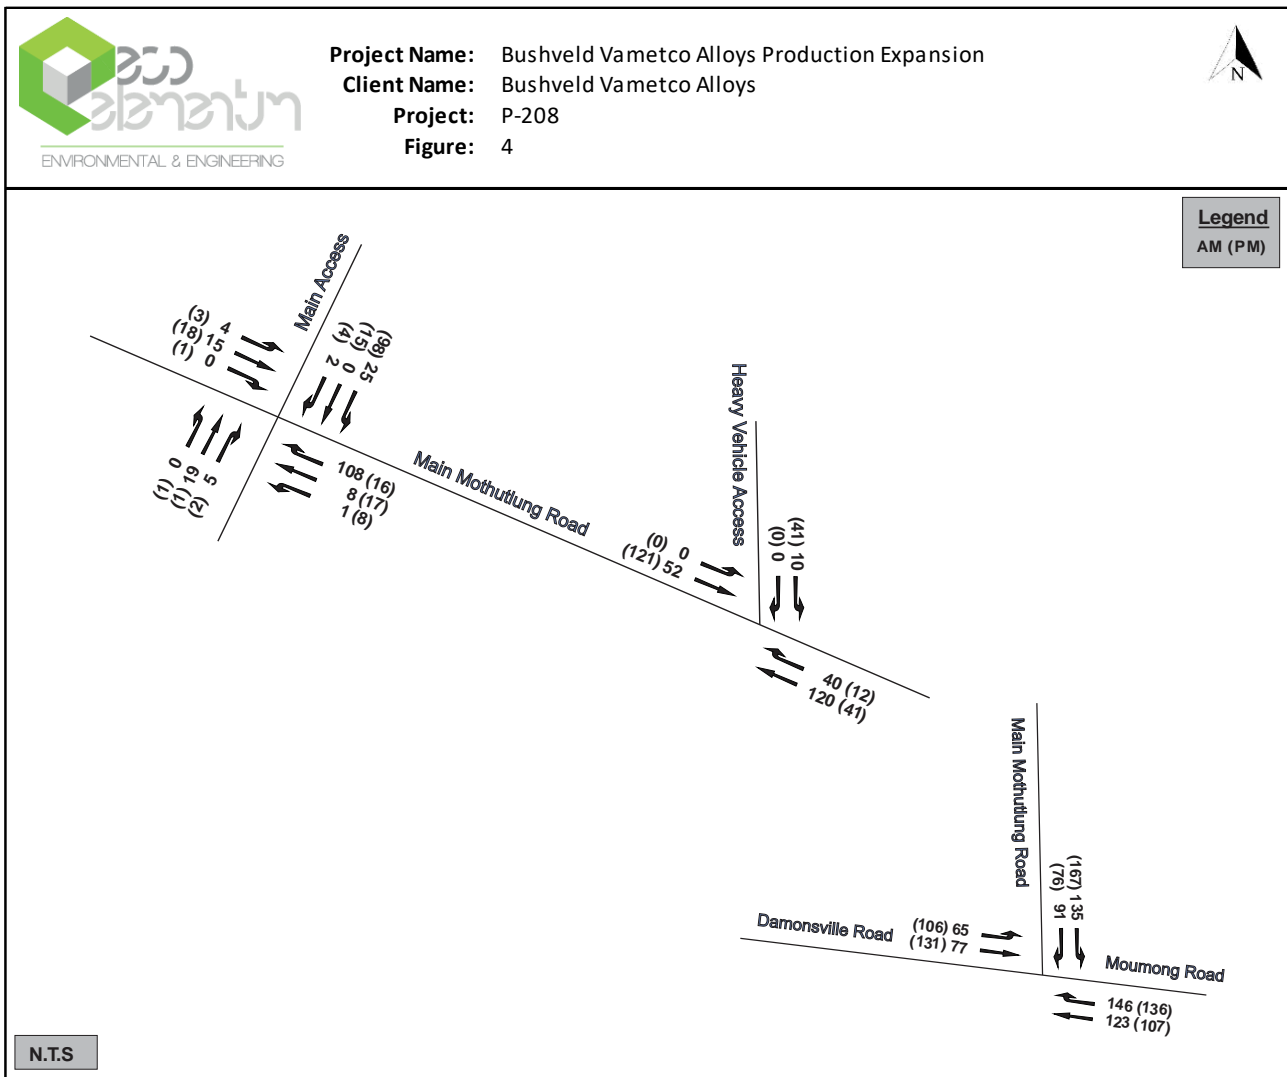 eco
elementum
ENVIRONMENTAL & ENGINEERING
Project Name: Bushveld Vametco Alloys Production Expansion
Client Name: Bushveld Vametco Alloys
Project: P-208
Figure: 4
N
Legend
AM (PM)
Main Access
(3) 4
(18) 15
(1) 0
(98) 25
(15) 0
(4) 2
(1) 0
(1) 19
(2) 5
108 (16)
8 (17)
1 (8)
Main Mothutlung Road
Heavy Vehicle Access
(0) 0
(121) 52
(41) 10
(0) 0
40 (12)
120 (41)
Main Mothutlung Road
(167) 135
(76) 91
Damonsville Road
(106) 65
(131) 77
Moumong Road
146 (136)
123 (107)
N.T.S